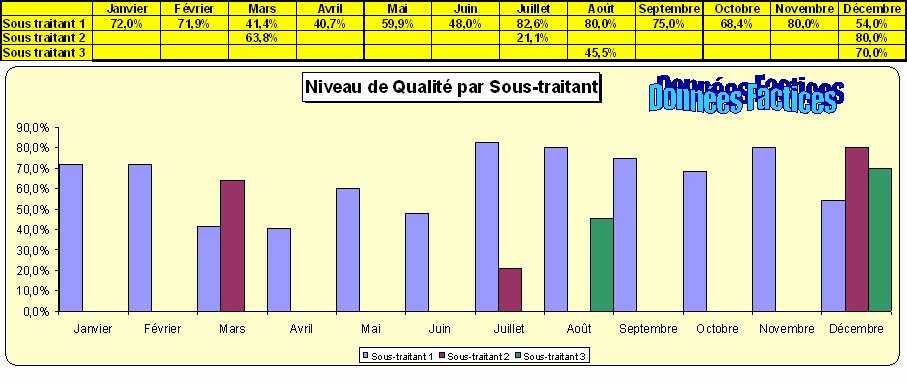 Janvier Février Mars Avril Mai Juin Juillet Août Septembre Octobre Novembre Décembre
Sous traitant 1 72,0% 71,9% 41,4% 40,7% 59,9% 48,0% 82,6% 80,0% 75,0% 68,4% 80,0% 54,0%
Sous traitant 2 63,8% 21,1% 80,0%
Sous traitant 3 45,5% 70,0%
Niveau de Qualité par Sous-traitant
Données Factices
90,0%
80,0%
70,0%
60,0%
50,0%
40,0%
30,0%
20,0%
10,0%
0,0%
Janvier Février Mars Avril Mai Juin Juillet Août Septembre Octobre Novembre Décembre
Sous-traitant 1 Sous-traitant 2 Sous-traitant 3